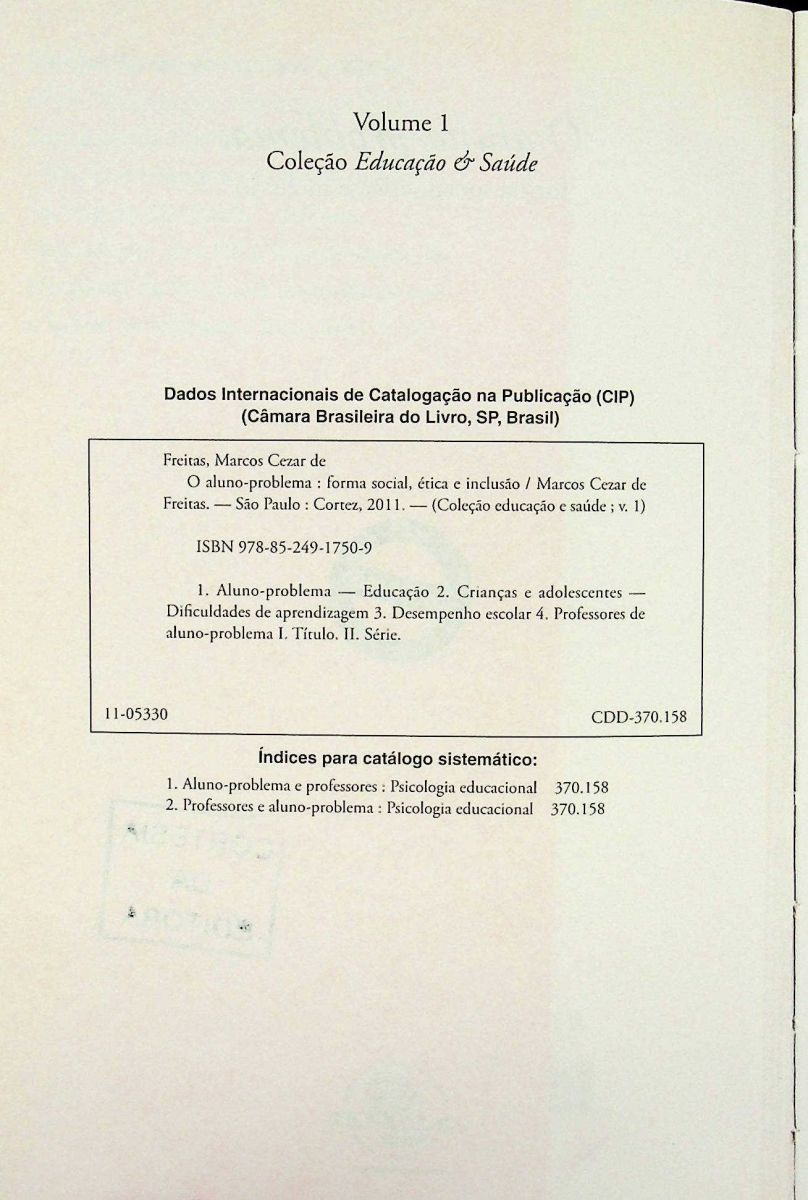 Volume 1
Coleção Educação & Saúde
Dados Internacionais de Catalogação na Publicação (CIP)
(Câmara Brasileira do Livro, SP, Brasil)
Freitas, Marcos Cezar de
O aluno-problema : forma social, ética e inclusão / Marcos Cezar de
Freitas. — São Paulo : Cortez, 2011. — (Coleção educação e saúde ; v. 1)
ISBN 978-85-249-1750-9
1. Aluno-problema — Educação 2. Crianças e adolescentes —
Dificuldades de aprendizagem 3. Desempenho escolar 4. Professores de
aluno-problema I. Título. II. Série.
11-05330 CDD-370.158
Índices para catálogo sistemático:
1. Aluno-problema e professores : Psicologia educacional 370.158
2. Professores e aluno-problema : Psicologia educacional 370.158
CORTESIA
DA
EDITORA